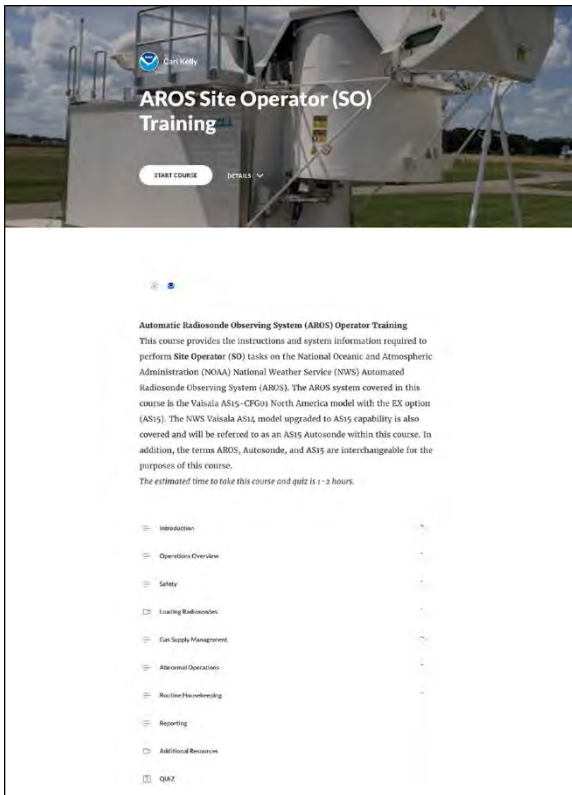 Cari Kelly
AROS Site Operator (SO)
Training
START COURSE
DETAILS
Automatic Radiosonde Observing System (AROS) Operator Training
This course provides the instructions and system information required to
perform Site Operator (SO) tasks on the National Oceanic and Atmospheric
Administration (NOAA) National Weather Service (NWS) Automated
Radiosonde Observing System (AROS). The AROS system covered in this
course is the Vaisala AS15-CFG01 North America model with the EX option
(AS15). The NWS Vaisala AS14 model upgraded to AS15 capability is also
covered and will be referred to as an AS15 Autosonde within this course. In
addition, the terms AROS, Autosonde, and AS15 are interchangeable for the
purposes of this course.
The estimated time to take this course and quiz is 1-2 hours.
Introduction
Operations Overview
Safety
Loading Radiosondes
Gas Supply Management
Abnormal Operations
Routine Housekeeping
Reporting
Additional Resources
QUIZ